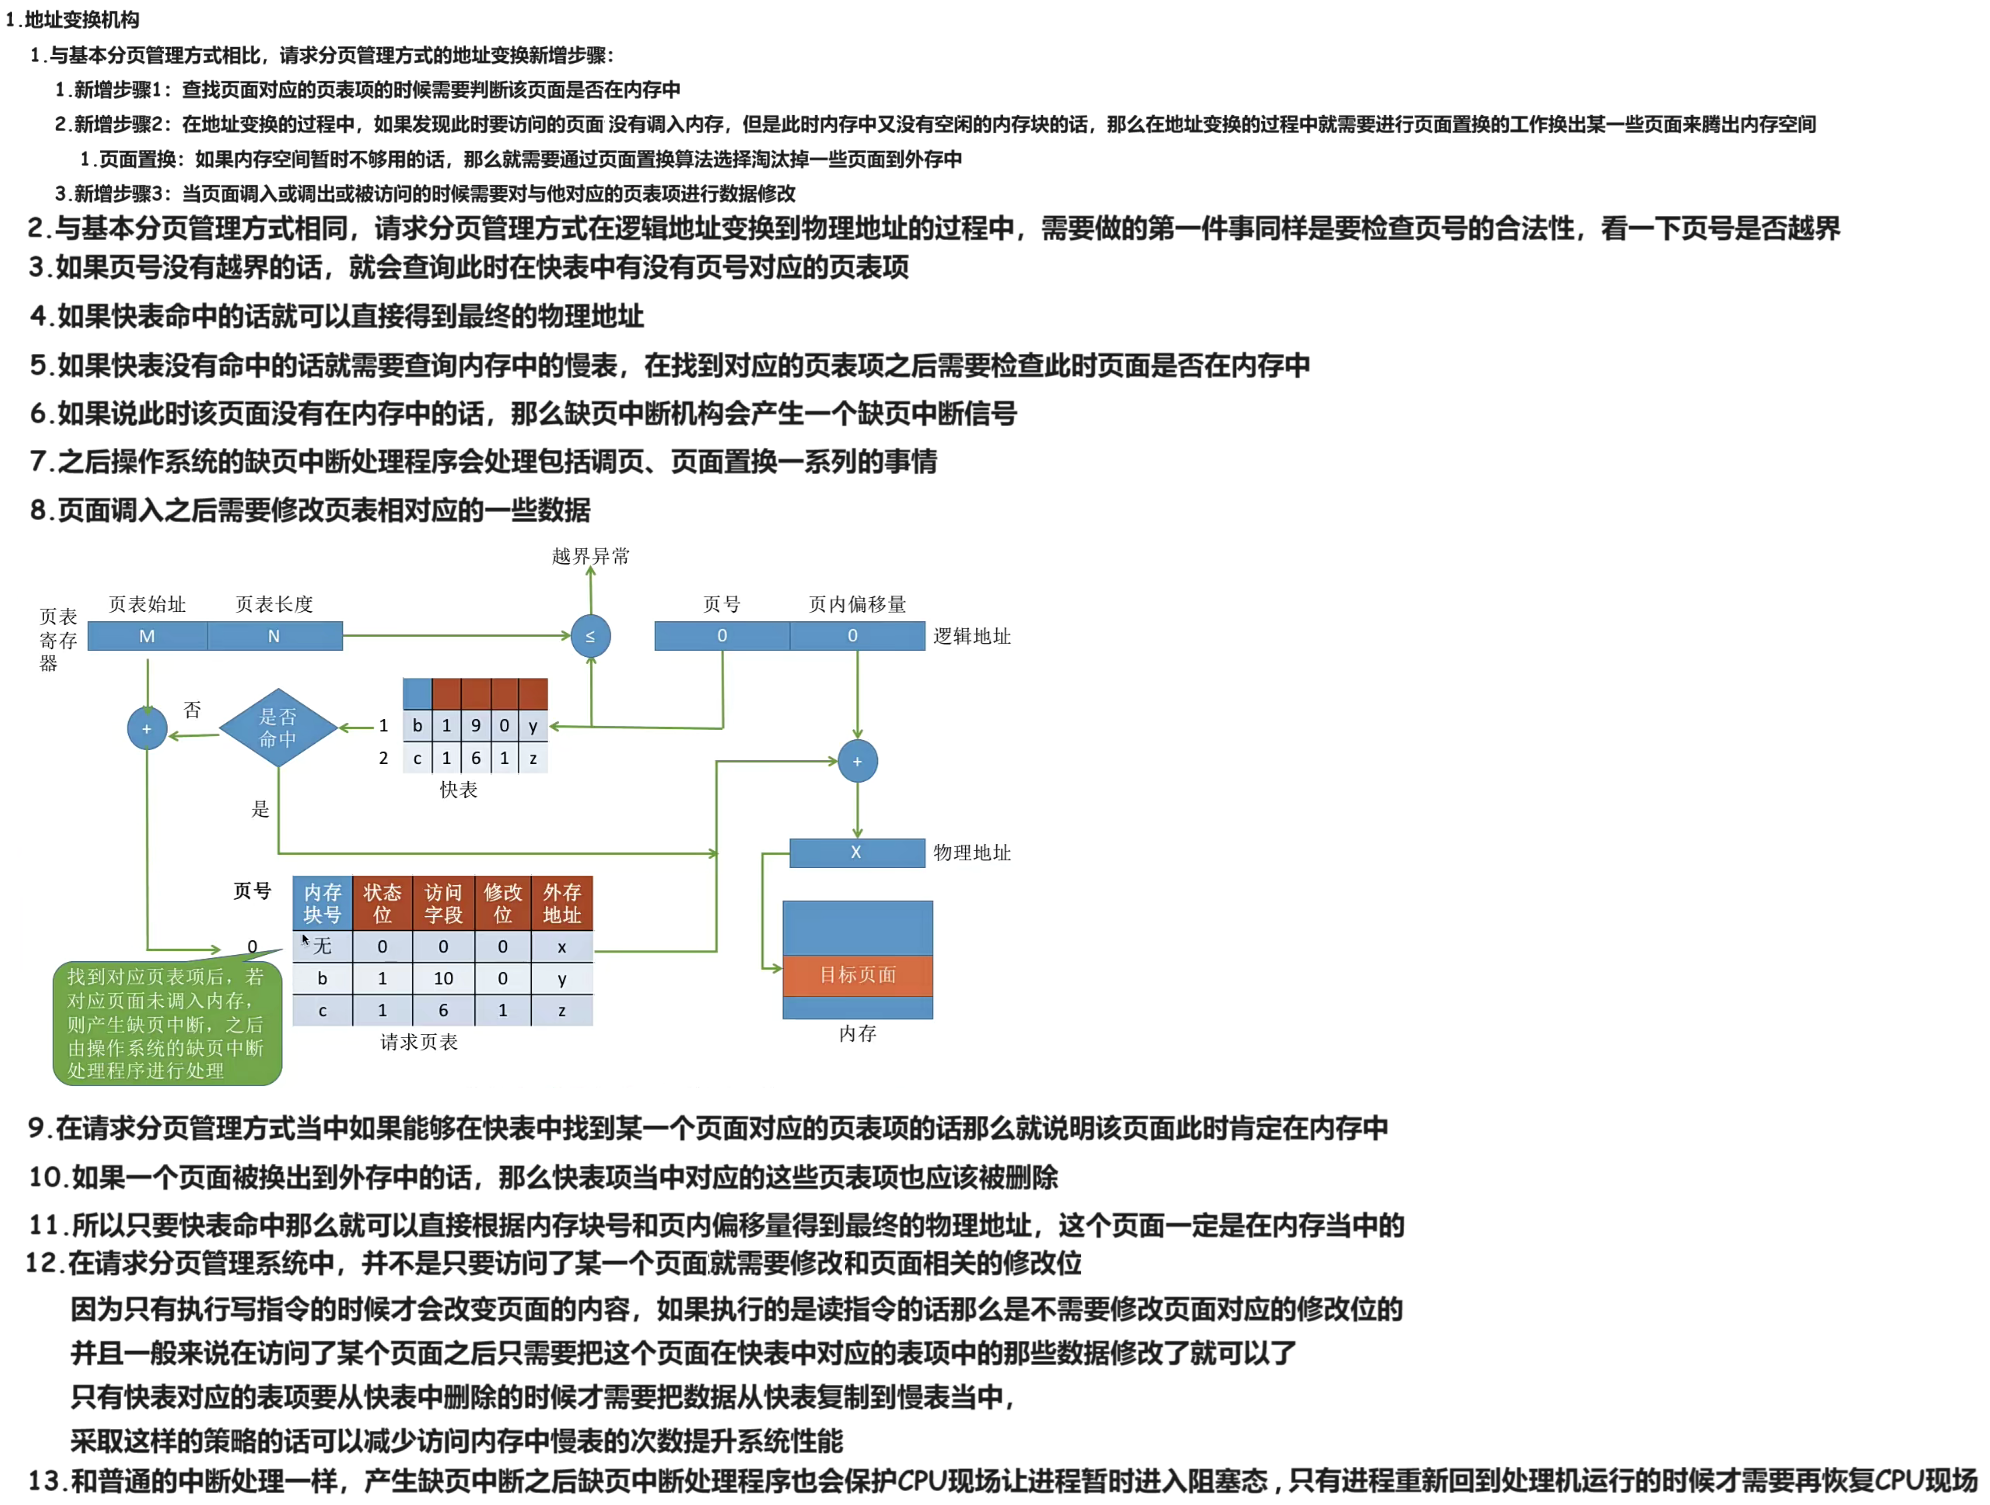 1.地址变换机构
1.与基本分页管理方式相比，请求分页管理方式的地址变换新增步骤：
1.新增步骤1：查找页面对应的页表项的时候需要判断该页面是否在内存中
2.新增步骤2：在地址变换的过程中，如果发现此时要访问的页面 没有调入内存，但是此时内存中又没有空闲的内存块的话，那么在地址变换的过程中就需要进行页面置换的工作换出某一些页面来腾出内存空间
1.页面置换：如果内存空间暂时不够用的话，那么就需要通过页面置换算法选择淘汰掉一些页面到外存中
3.新增步骤3：当页面调入或调出或被访问的时候需要对与他对应的页表项进行数据修改
2.与基本分页管理方式相同，请求分页管理方式在逻辑地址变换到物理地址的过程中，需要做的第一件事同样是要检查页号的合法性，看一下页号是否越界
3.如果页号没有越界的话，就会查询此时在快表中有没有页号对应的页表项
4.如果快表命中的话就可以直接得到最终的物理地址
5.如果快表没有命中的话就需要查询内存中的慢表，在找到对应的页表项之后需要检查此时页面是否在内存中
6.如果说此时该页面没有在内存中的话，那么缺页中断机构会产生一个缺页中断信号
7.之后操作系统的缺页中断处理程序会处理包括调页、页面置换一系列的事情
8.页面调入之后需要修改页表相对应的一些数据
越界异常
页表始址 页表长度
页号 页内偏移量
页表
寄存
器
M N
≤
0 0
逻辑地址
否
是否
命中
+
1 b 1 9 0 y
2 c 1 6 1 z
快表
+
是
X
物理地址
页号
内存
块号
状态
位
访问
字段
修改
位
外存
地址
0 无 0 0 0 x
b 1 10 0 y
c 1 6 1 z
请求页表
找到对应页表项后，若
对应页面未调入内存，
则产生缺页中断，之后
由操作系统的缺页中断
处理程序进行处理
目标页面
内存
9.在请求分页管理方式当中如果能够在快表中找到某一个页面对应的页表项的话那么就说明该页面此时肯定在内存中
10.如果一个页面被换出到外存中的话，那么快表项当中对应的这些页表项也应该被删除
11.所以只要快表命中那么就可以直接根据内存块号和页内偏移量得到最终的物理地址，这个页面一定是在内存当中的
12.在请求分页管理系统中，并不是只要访问了某一个页面就需要修改和页面相关的修改位
因为只有执行写指令的时候才会改变页面的内容，如果执行的是读指令的话那么是不需要修改页面对应的修改位的
并且一般来说在访问了某个页面之后只需要把这个页面在快表中对应的表项中的那些数据修改了就可以了
只有快表对应的表项要从快表中删除的时候才需要把数据从快表复制到慢表当中，
采取这样的策略的话可以减少访问内存中慢表的次数提升系统性能
13.和普通的中断处理一样，产生缺页中断之后缺页中断处理程序也会保护CPU现场让进程暂时进入阻塞态，只有进程重新回到处理机运行的时候才需要再恢复CPU现场